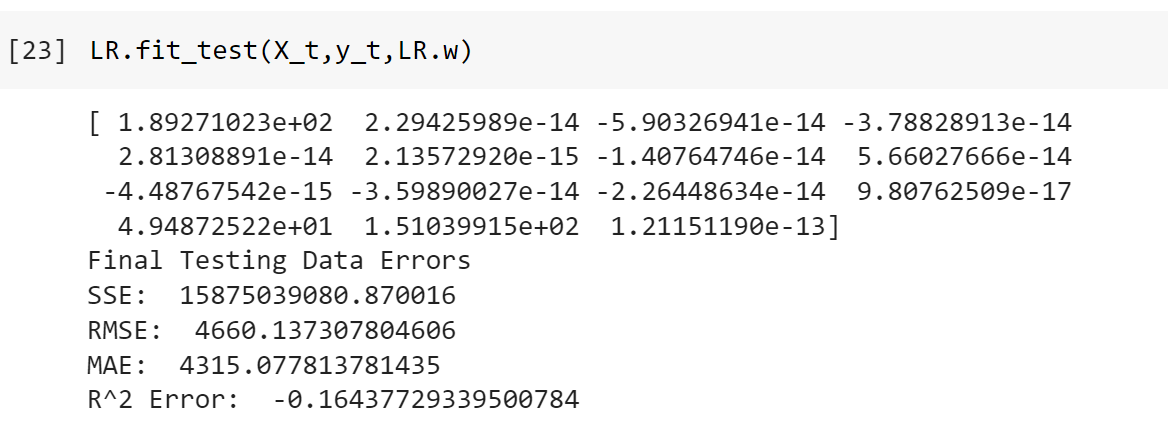 [23] LR.fit_test(X_t,y_t,LR.w)
[ 1.89271023e+02  2.29425989e-14 -5.90326941e-14 -3.78828913e-14
  2.81308891e-14  2.13572920e-15 -1.40764746e-14  5.66027666e-14
 -4.48767542e-15 -3.59890027e-14 -2.26448634e-14  9.80762509e-17
  4.94872522e+01  1.51039915e+02  1.21151190e-13]
Final Testing Data Errors
SSE:  15875039080.870016
RMSE:  4660.137307804606
MAE:  4315.077813781435
R^2 Error:  -0.16437729339500784